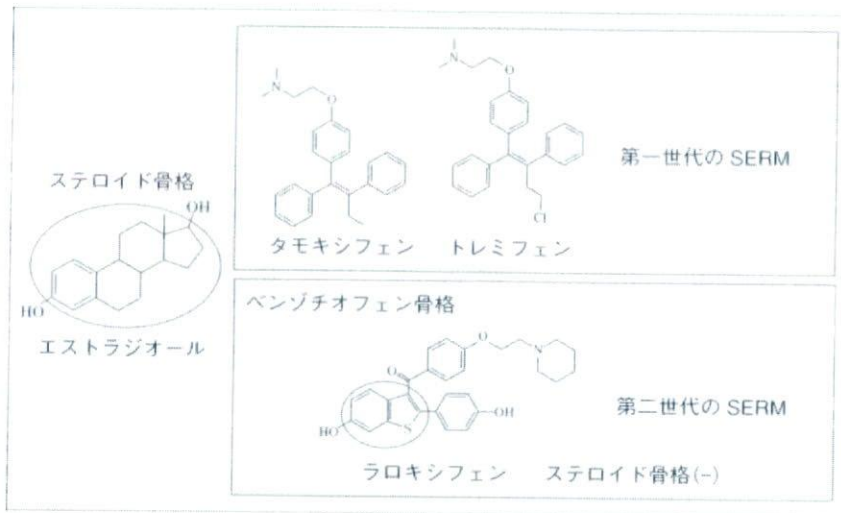 ステロイド骨格
OH
HO
エストラジオール
N
O
N
O
第一世代の SERM
Cl
タモキシフェン
トレミフェン
ベンゾチオフェン骨格
O
N
O
OH
S
HO
第二世代の SERM
ラロキシフェン
ステロイド骨格(−)